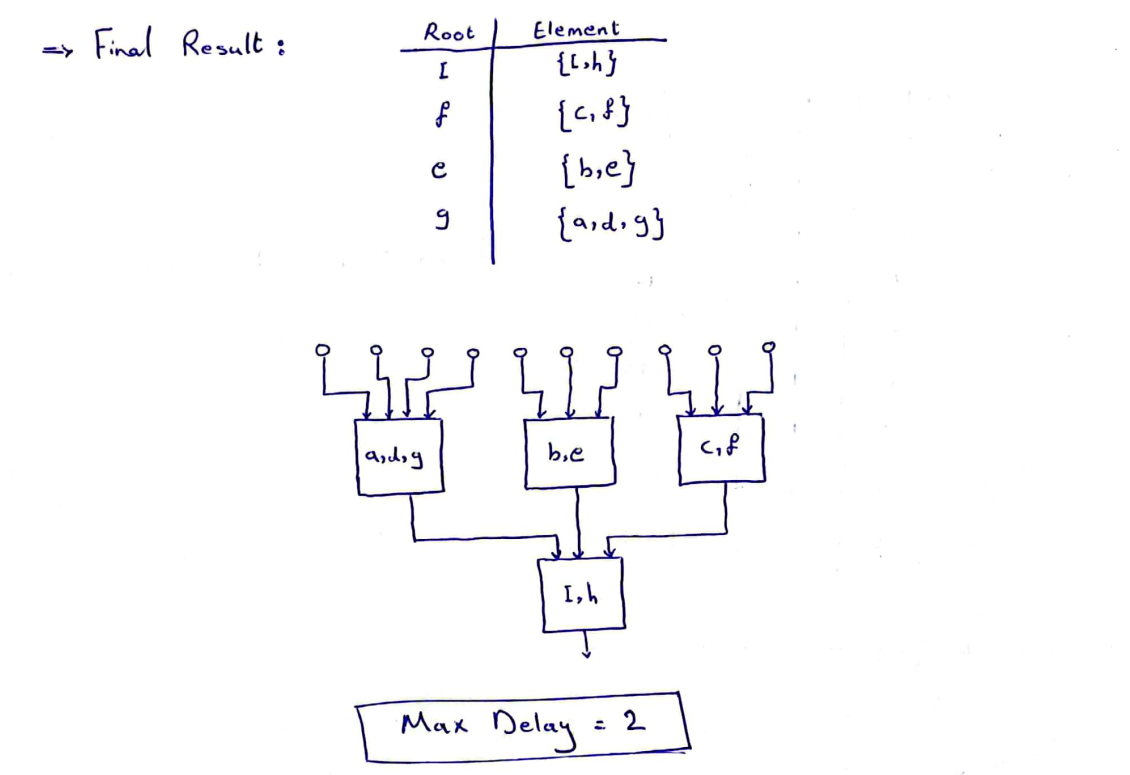 => Final Result :
Root Element
I {I,h}
f {c,f}
e {b,e}
g {a,d,g}
a,d,g b,e c,f
I,h
Max Delay = 2